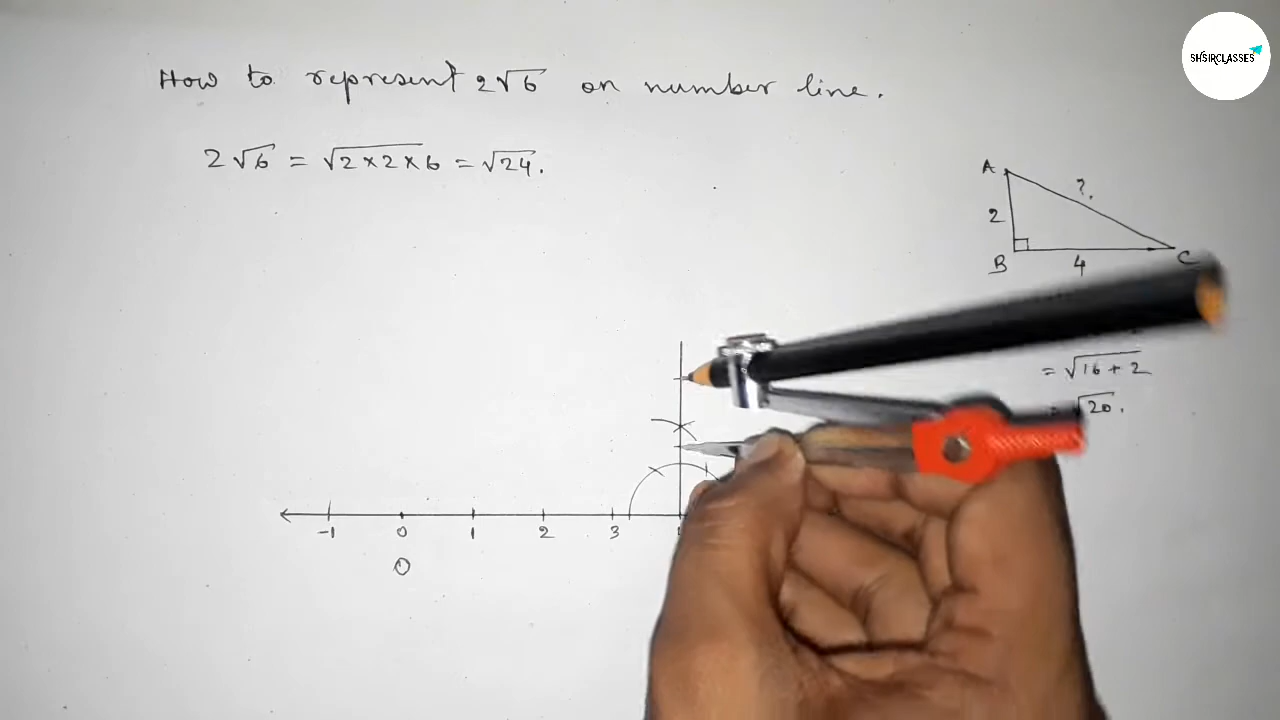 SHSIRCLASSES
How to represent 2√6 on number line.
2√6 = √2×2×6 = √24.
A
?.
2
B
4
C
= √16+2
= √20.
-1 0 1 2 3
O